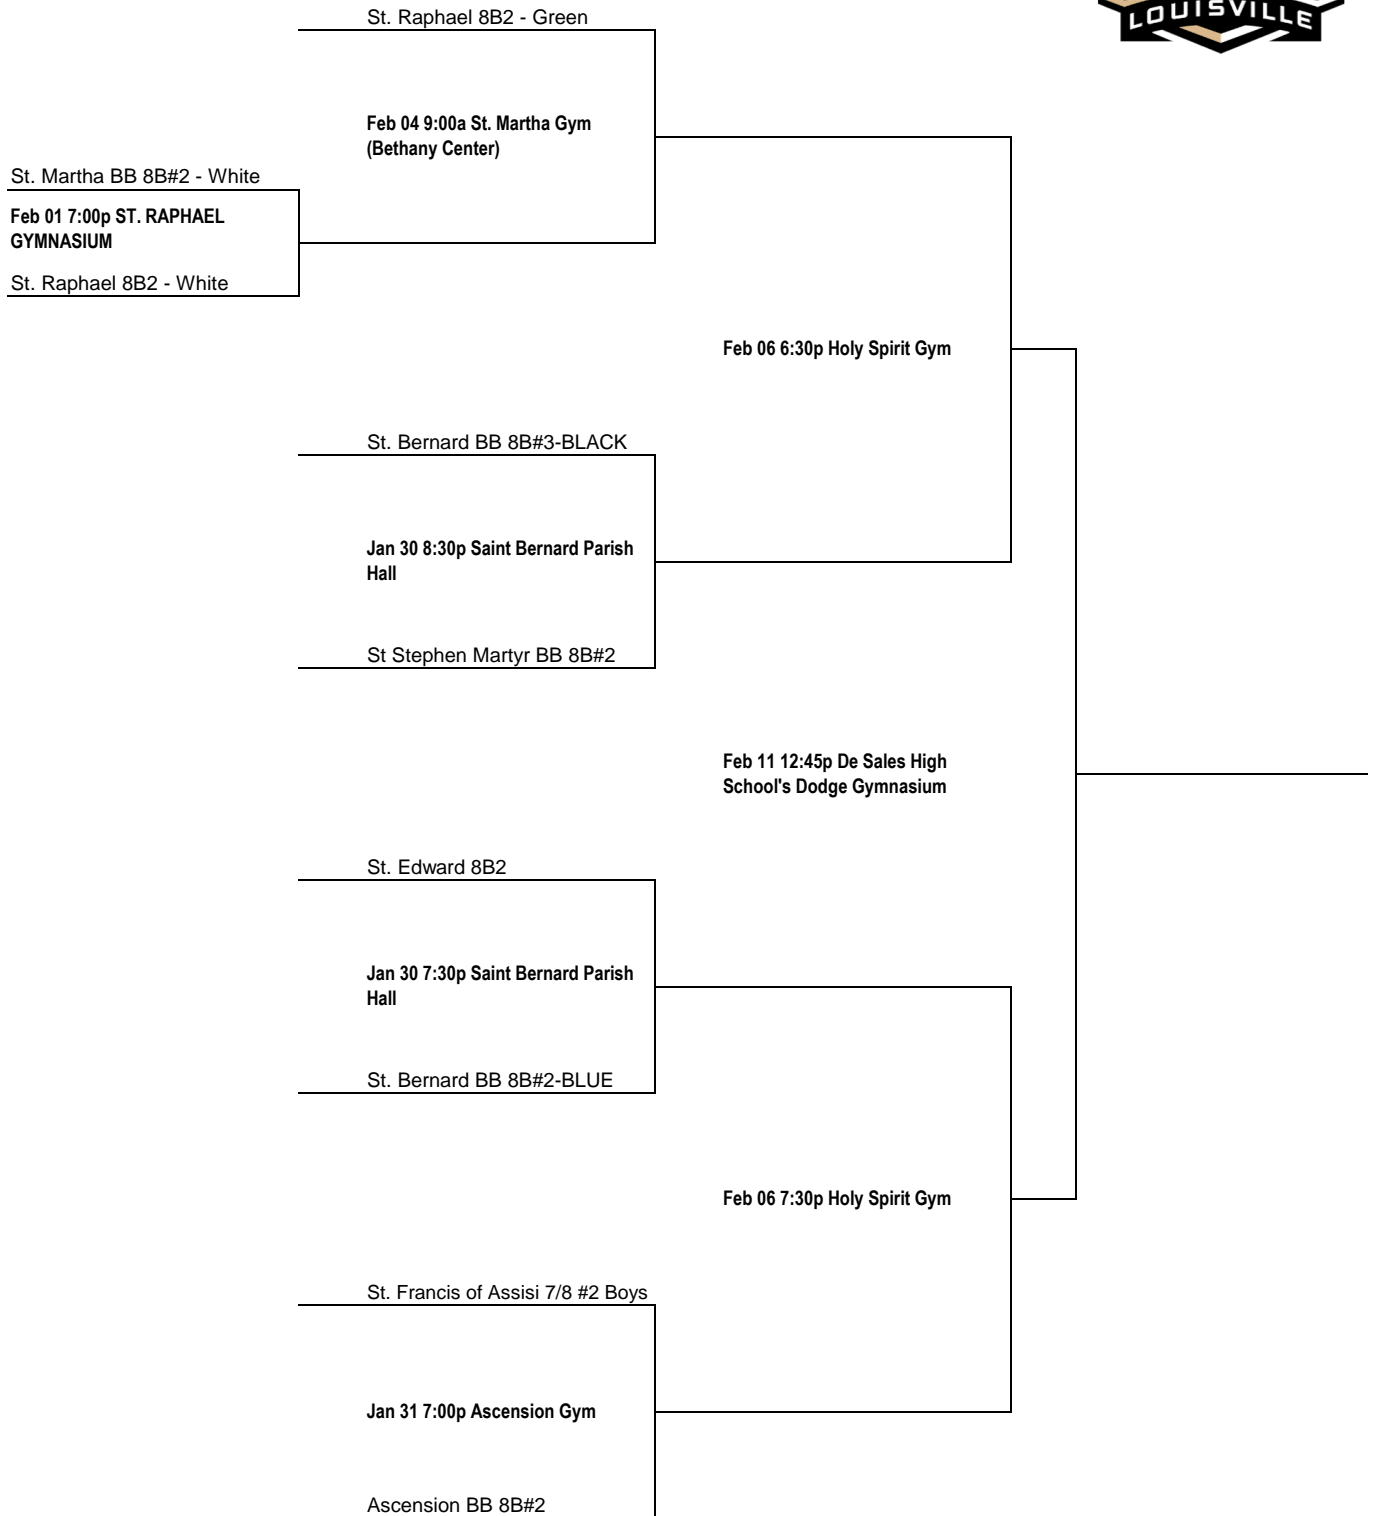 LOUISVILLE
St. Raphael 8B2 - Green
Feb 04 9:00a St. Martha Gym
(Bethany Center)
St. Martha BB 8B#2 - White
Feb 01 7:00p ST. RAPHAEL
GYMNASIUM
St. Raphael 8B2 - White
Feb 06 6:30p Holy Spirit Gym
St. Bernard BB 8B#3-BLACK
Jan 30 8:30p Saint Bernard Parish
Hall
St Stephen Martyr BB 8B#2
Feb 11 12:45p De Sales High
School's Dodge Gymnasium
St. Edward 8B2
Jan 30 7:30p Saint Bernard Parish
Hall
St. Bernard BB 8B#2-BLUE
Feb 06 7:30p Holy Spirit Gym
St. Francis of Assisi 7/8 #2 Boys
Jan 31 7:00p Ascension Gym
Ascension BB 8B#2